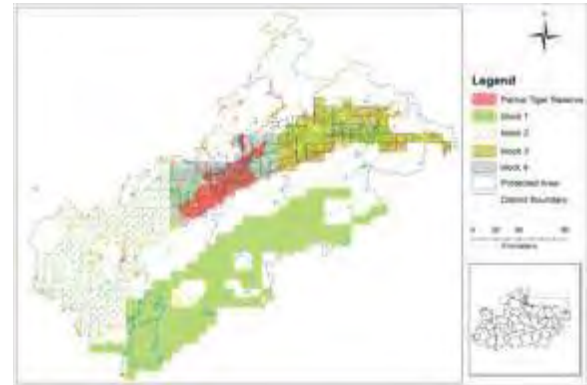 Legend
Panna Tiger Reserve
block 1
block 2
block 3
block 4
Protected Area
District Boundary
Kilometers